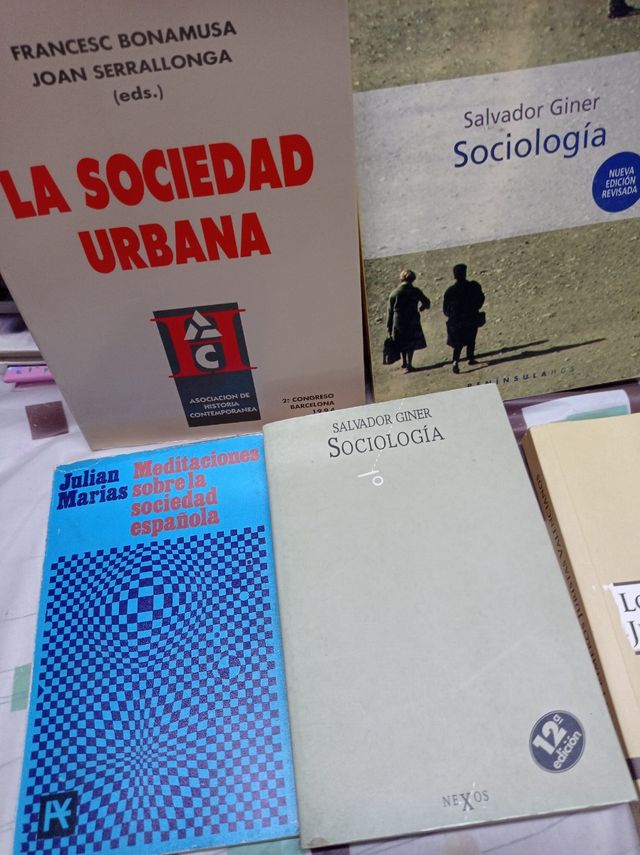 FRANCESC BONAMUSA
JOAN SERRALLONGA
(eds.)
LA SOCIEDAD
URBANA
H
A
C
ASOCIACION DE
HISTORIA
CONTEMPORANEA
2º CONGRESO
BARCELONA
1994
Salvador Giner
Sociología
NUEVA
EDICIÓN
REVISADA
PENÍNSULA
Julian
Marias
Meditaciones
sobre la
sociedad
española
SALVADOR GINER
SOCIOLOGÍA
12ª
edición
NEXOS